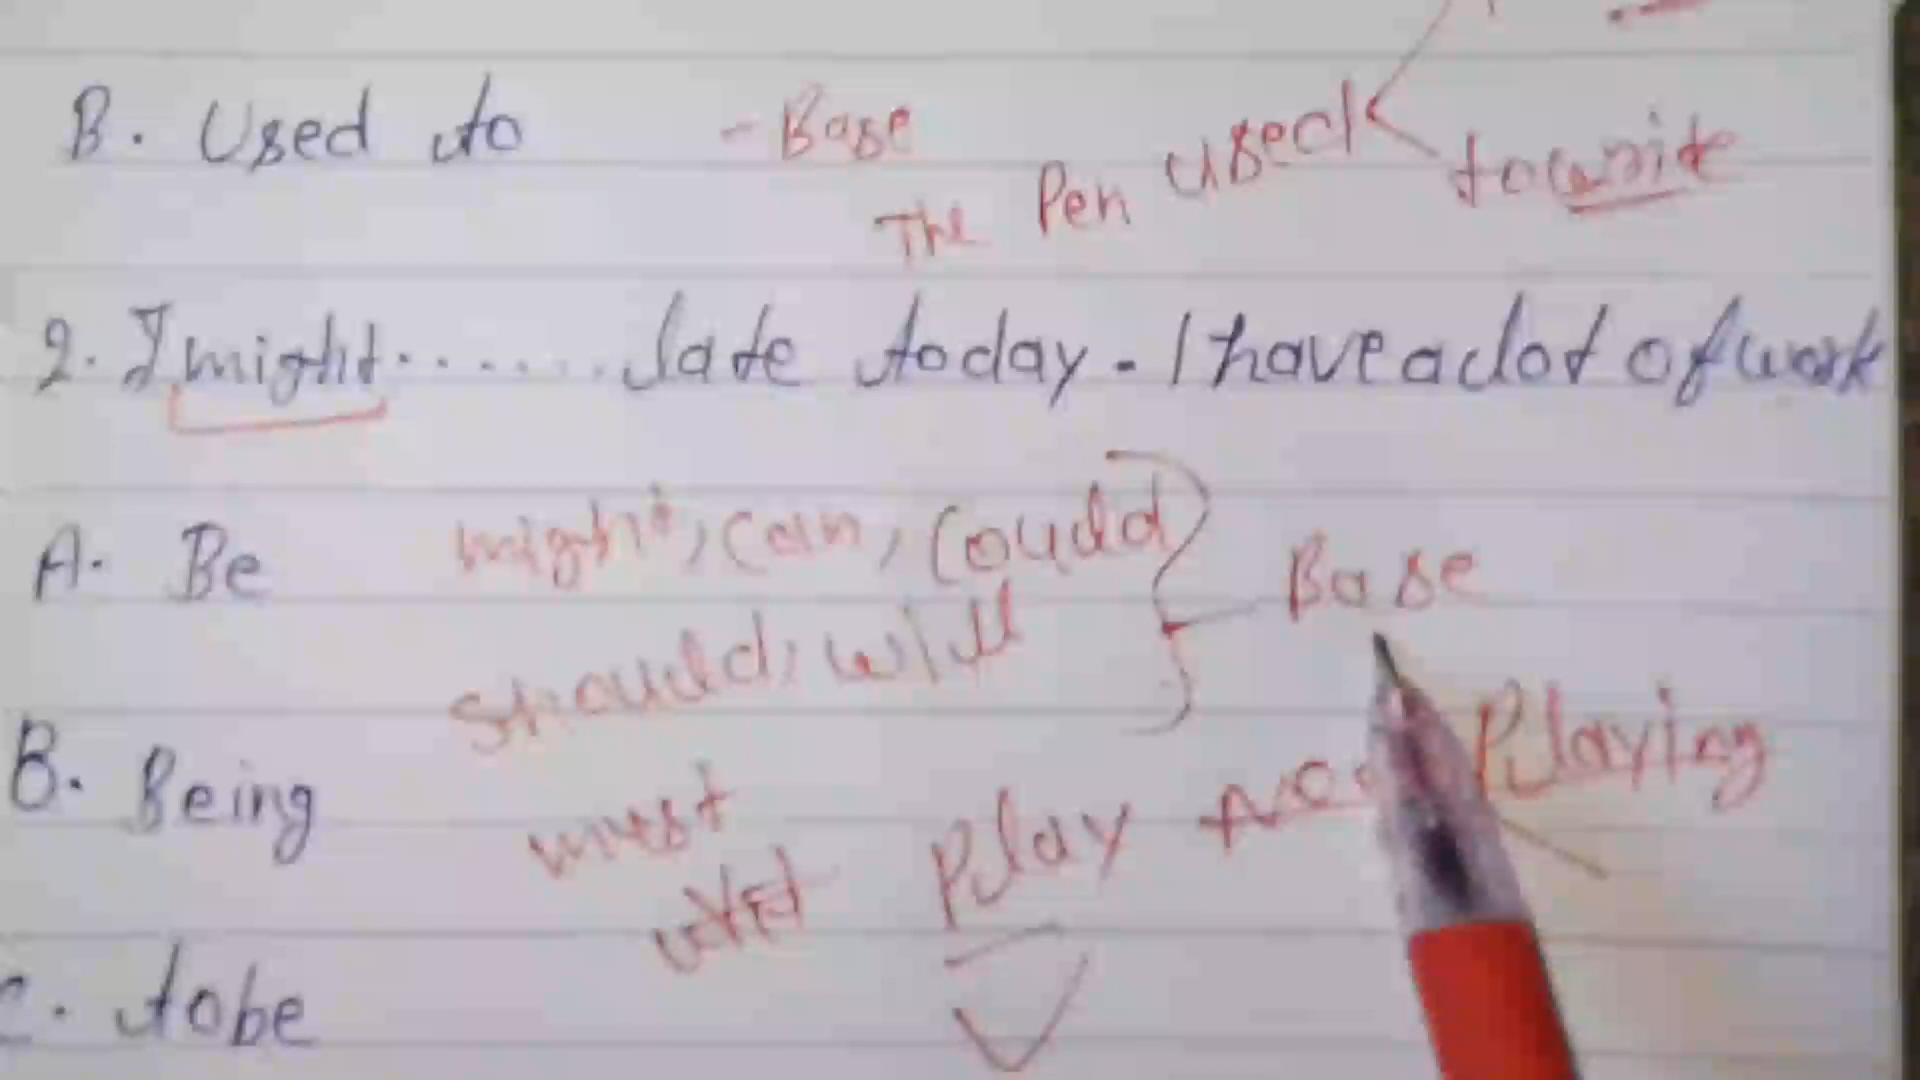 B. Used to - Base
The Pen used to write
2. I might....... late today. I have a lot of work
A. Be might, can, could Base
should, will
B. Being must Play not Playing
C. to be